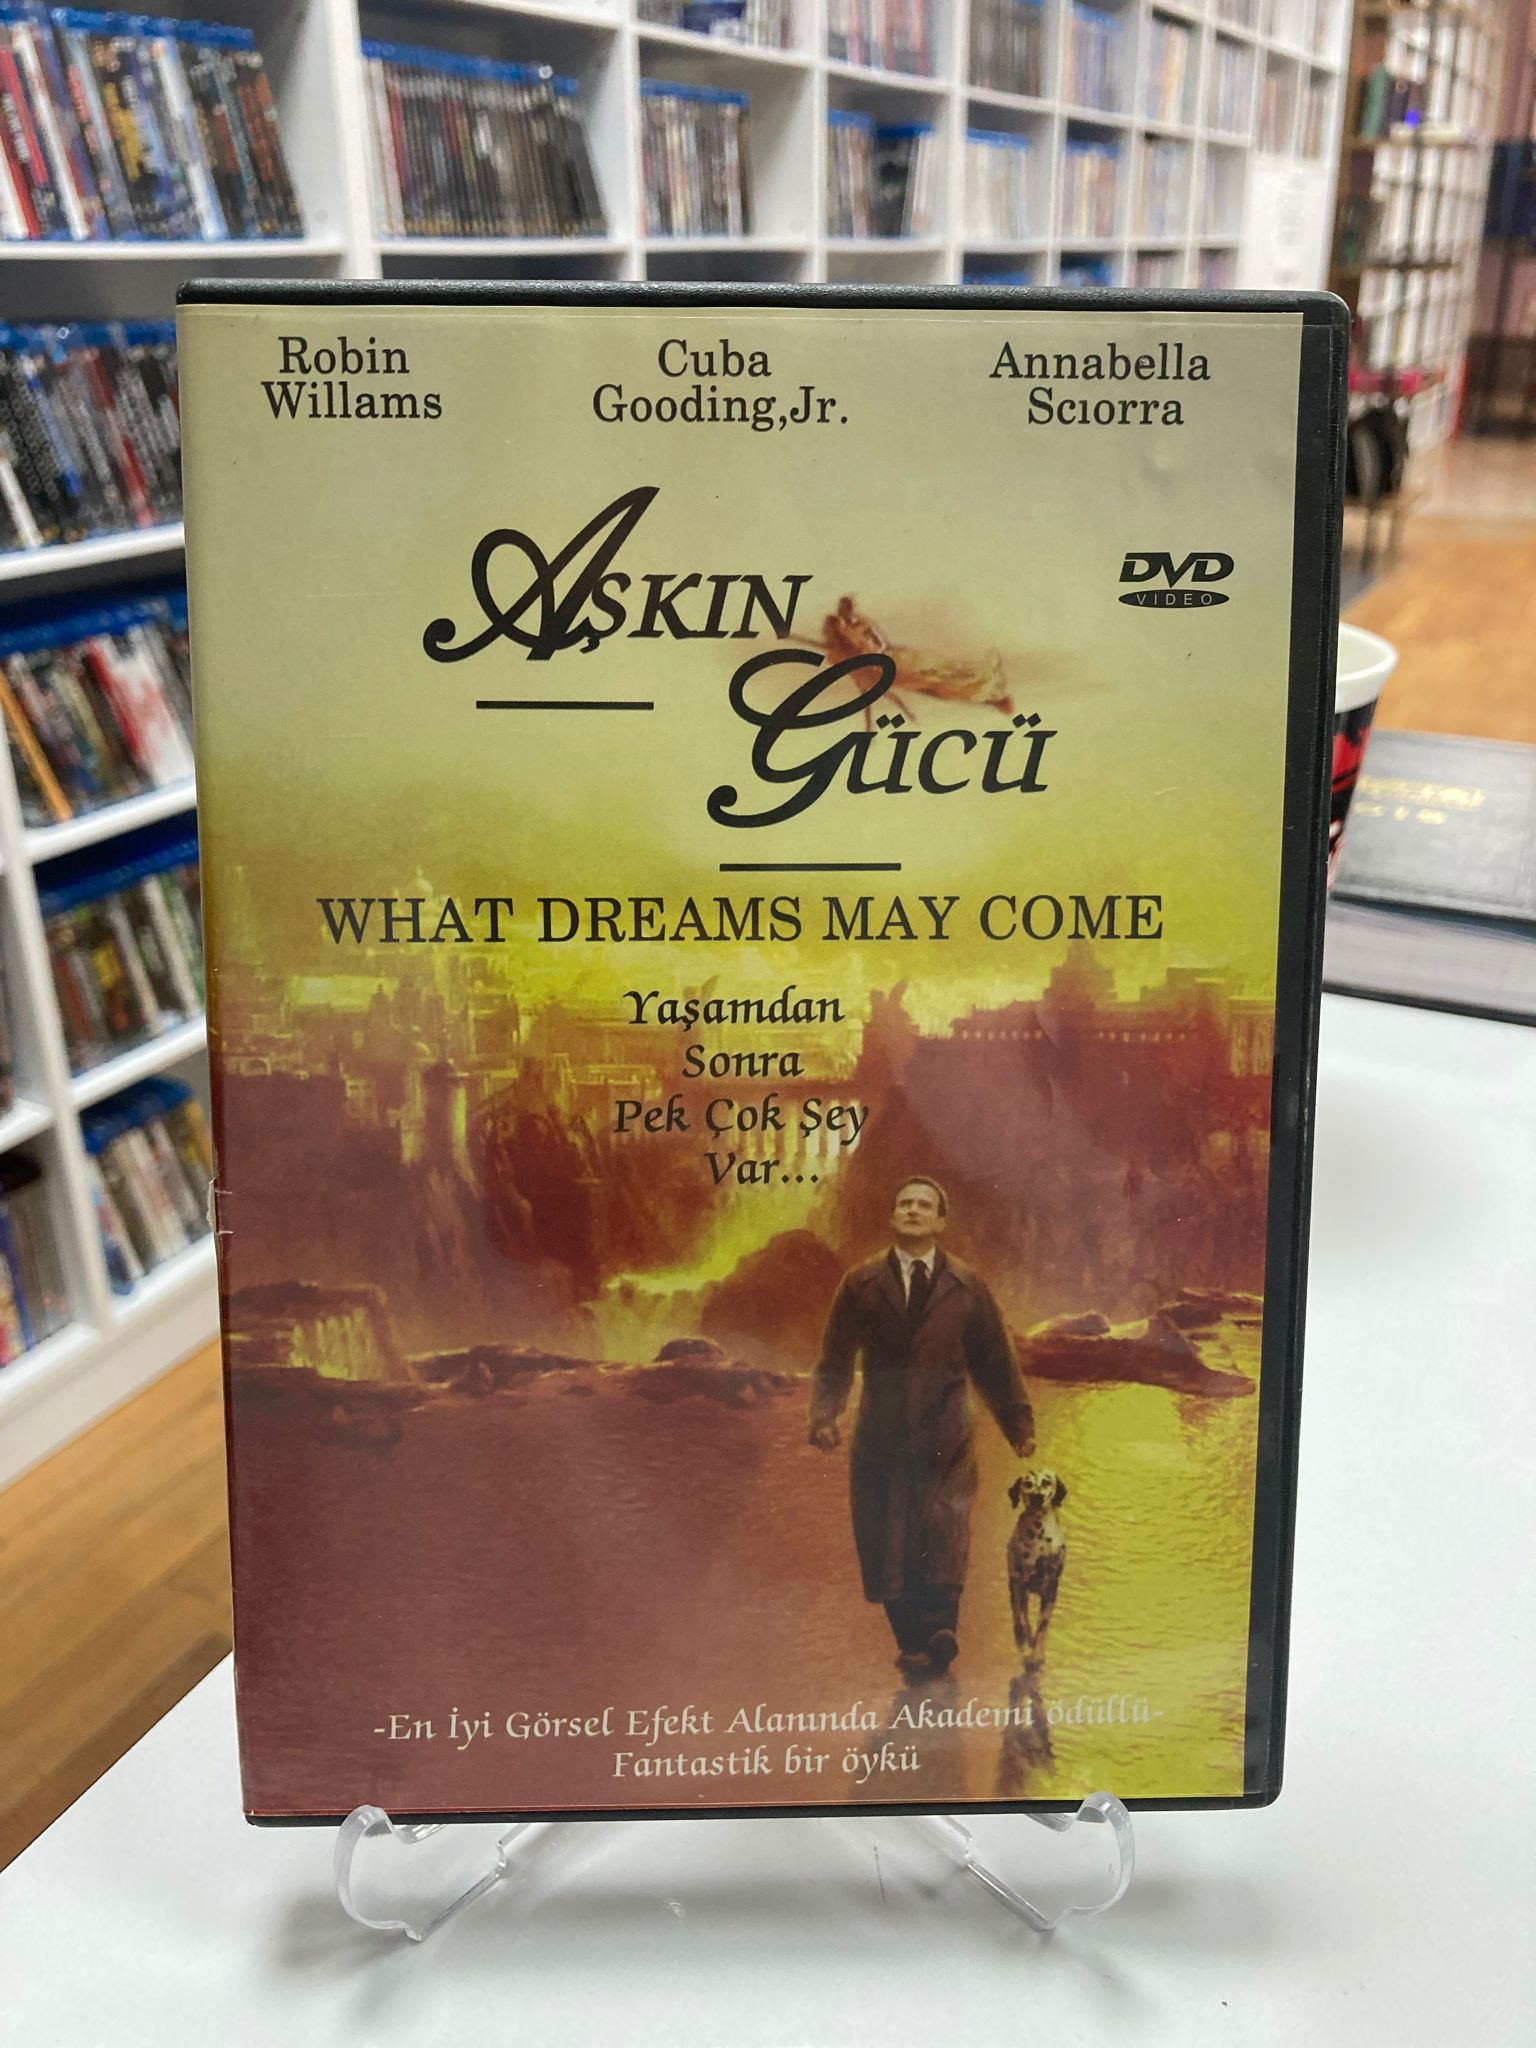 Robin
Willams
Cuba
Gooding,Jr.
Annabella
Scıorra
AŞKIN
GÜCÜ
DVD
VIDEO
WHAT DREAMS MAY COME
Yaşamdan
Sonra
Pek Çok Şey
Var...
-En İyi Görsel Efekt Alanında Akademi ödüllü-
Fantastik bir öykü